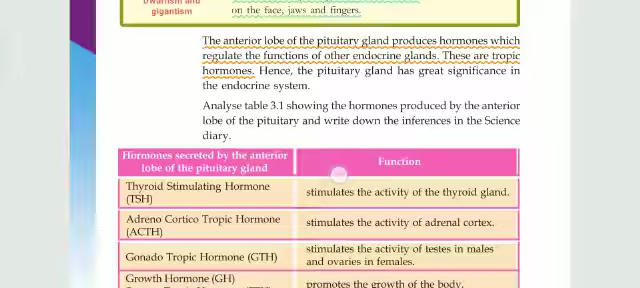 Dwarfism and
gigantism
on the face, jaws and fingers.
The anterior lobe of the pituitary gland produces hormones which
regulate the functions of other endocrine glands. These are tropic
hormones. Hence, the pituitary gland has great significance in
the endocrine system.
Analyse table 3.1 showing the hormones produced by the anterior
lobe of the pituitary and write down the inferences in the Science
diary.
Hormones secreted by the anterior
lobe of the pituitary gland
Function
Thyroid Stimulating Hormone
(TSH)
stimulates the activity of the thyroid gland.
Adreno Cortico Tropic Hormone
(ACTH)
stimulates the activity of adrenal cortex.
Gonado Tropic Hormone (GTH)
stimulates the activity of testes in males
and ovaries in females.
Growth Hormone (GH)
promotes the growth of the body.